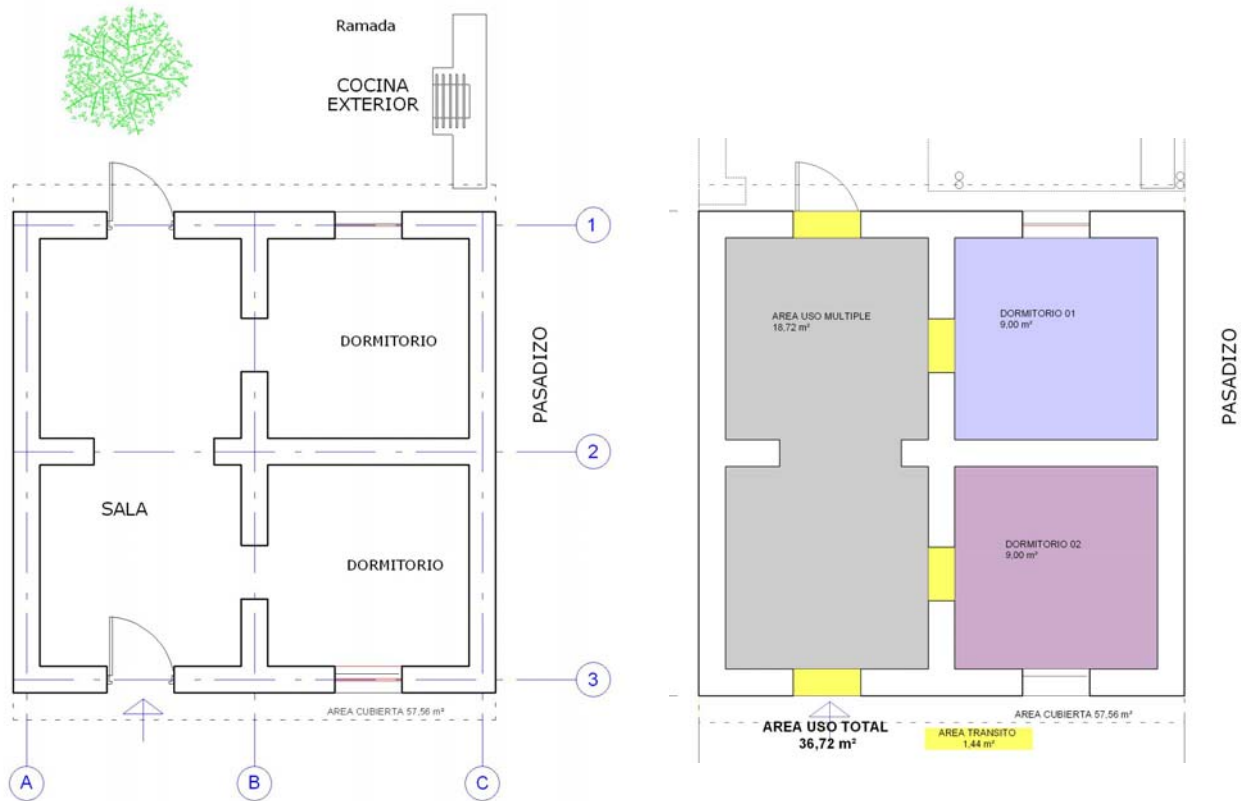 Ramada
COCINA
EXTERIOR
1
DORMITORIO
PASADIZO
2
SALA
DORMITORIO
3
AREA CUBIERTA 57,56 m²
A
B
C
AREA USO MULTIPLE
18,72 m²
DORMITORIO 01
9,00 m²
PASADIZO
DORMITORIO 02
9,00 m²
AREA CUBIERTA 57,56 m²
AREA USO TOTAL
36,72 m²
AREA TRANSITO
1,44 m²